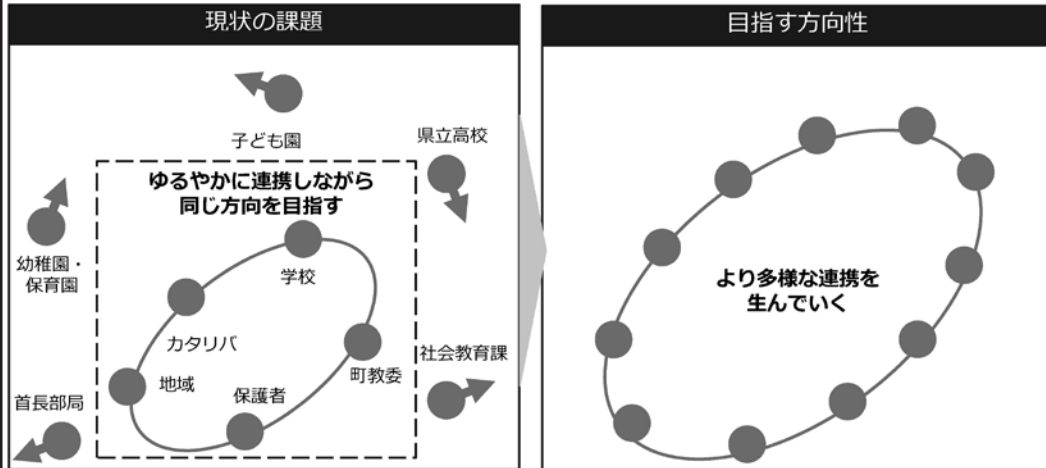 現状の課題
目指す方向性
子ども園
県立高校
ゆるやかに連携しながら
同じ方向を目指す
幼稚園・
保育園
学校
カタリバ
地域
保護者
町教委
社会教育課
首長部局
より多様な連携を
生んでいく